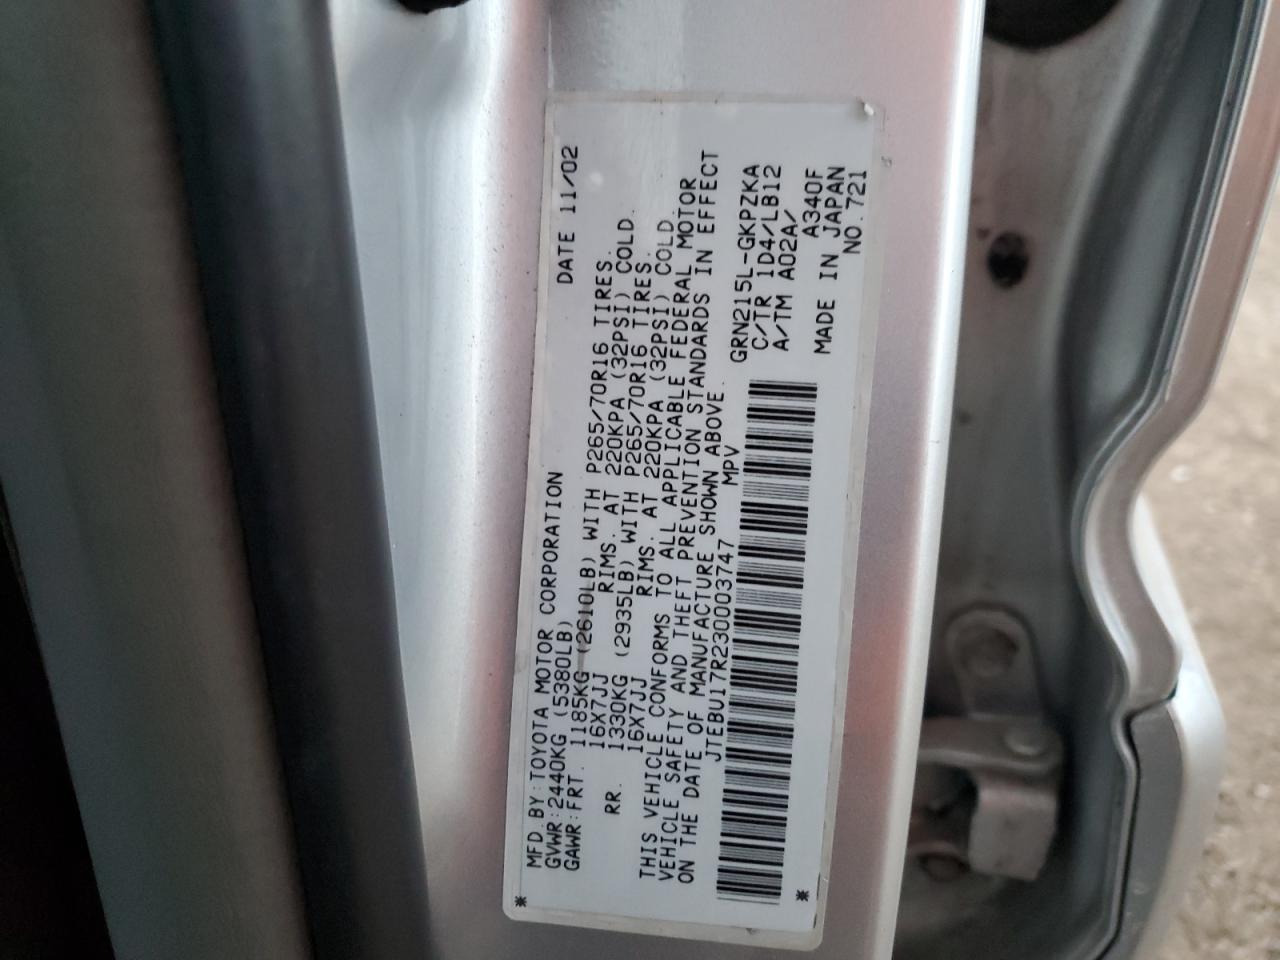 MFD. BY: TOYOTA MOTOR CORPORATION DATE 11/02
GVWR: 2440KG (5380LB)
GAWR: FRT. 1185KG (2610LB) WITH P265/70R16 TIRES.
16X7JJ RIMS. AT 220KPA (32PSI) COLD.
RR. 1330KG (2935LB) WITH P265/70R16 TIRES.
16X7JJ RIMS. AT 220KPA (32PSI) COLD.
THIS VEHICLE CONFORMS TO ALL APPLICABLE FEDERAL MOTOR
VEHICLE SAFETY AND THEFT PREVENTION STANDARDS IN EFFECT
ON THE DATE OF MANUFACTURE SHOWN ABOVE.
JTEBU17R230003747 MPV
GRN215L-GKPZKA
C/TR 1D4/LB12
A/TM A02A/ A340F
MADE IN JAPAN
NO. 721